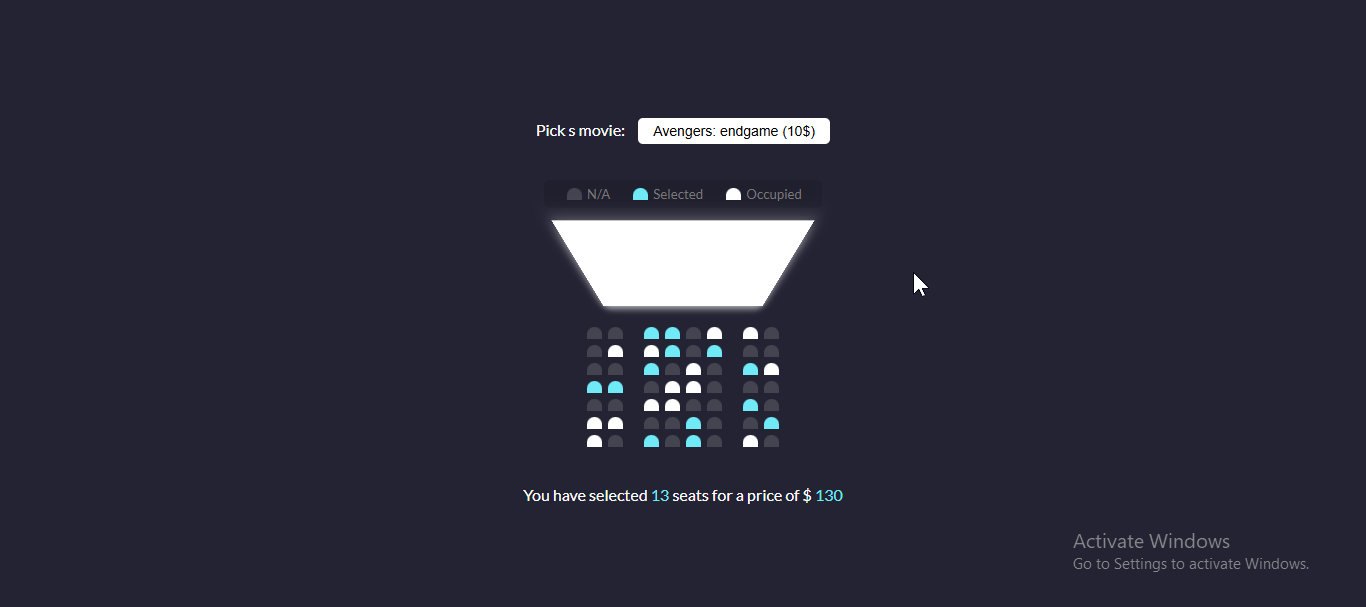 Pick s movie: Avengers: endgame (10$)
N/A Selected Occupied
You have selected 13 seats for a price of $ 130
Activate Windows
Go to Settings to activate Windows.